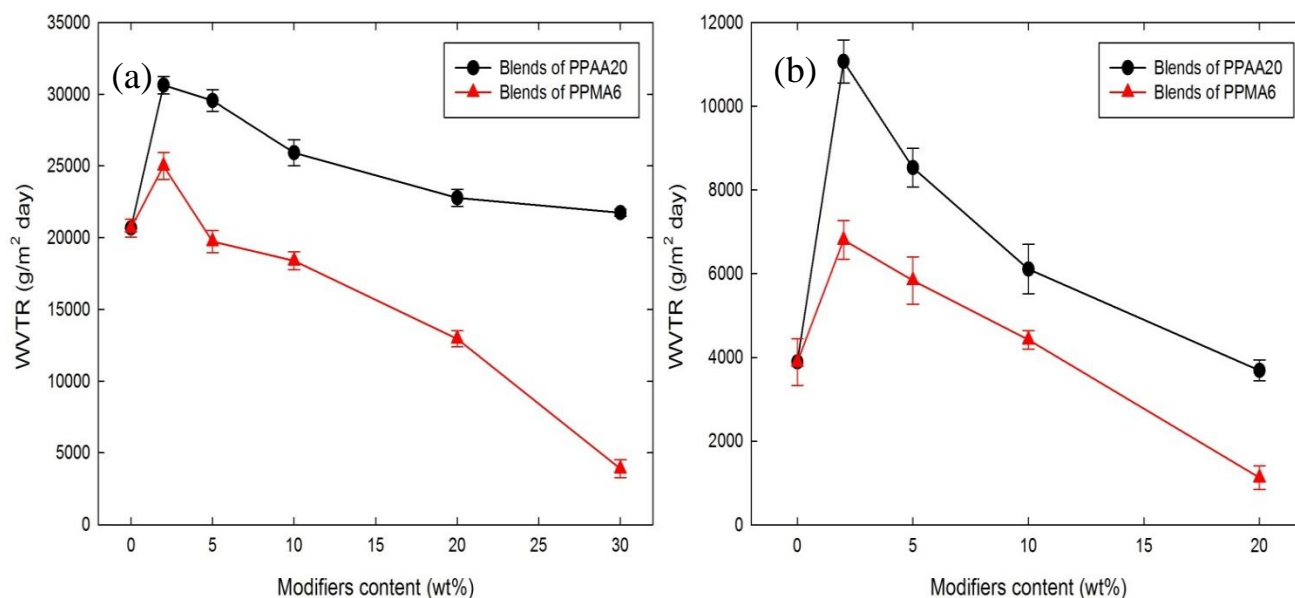 (a)
Blends of PPAA20
Blends of PPMA6
35000
30000
25000
20000
15000
10000
5000
0
WVTR (g/m² day)
0 5 10 15 20 25 30
Modifiers content (wt%)
(b)
Blends of PPAA20
Blends of PPMA6
12000
10000
8000
6000
4000
2000
0
WVTR (g/m² day)
0 5 10 15 20
Modifiers content (wt%)